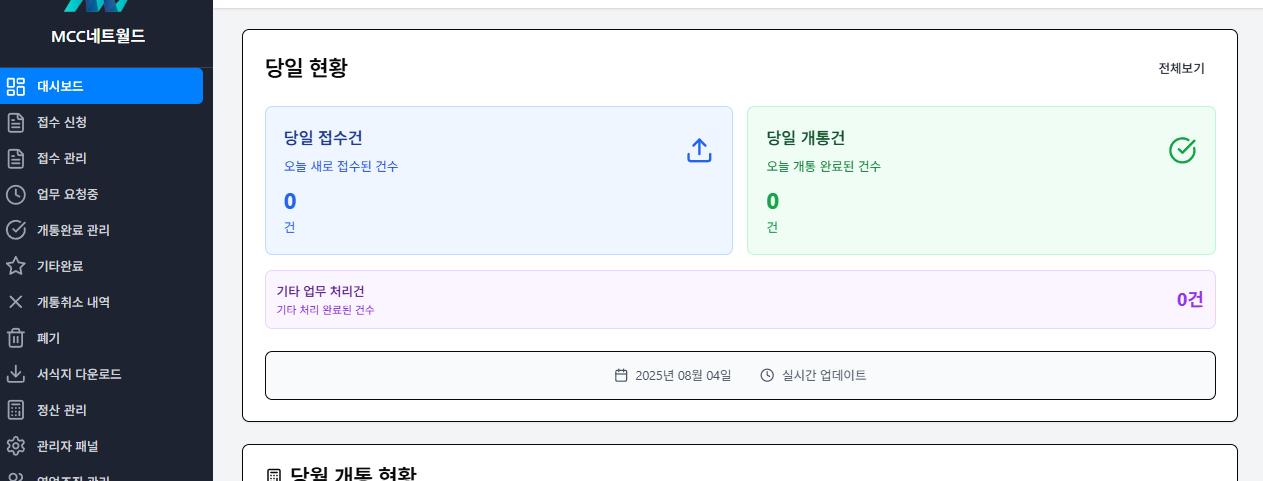 MCC네트월드
대시보드
접수 신청
접수 관리
업무 요청중
개통완료 관리
기타완료
개통취소 내역
폐기
서식지 다운로드
정산 관리
관리자 패널
영업조직 관리
당일 현황
전체보기
당일 접수건
오늘 새로 접수된 건수
0
건
당일 개통건
오늘 개통 완료된 건수
0
건
기타 업무 처리건
기타 처리 완료된 건수
0건
2025년 08월 04일
실시간 업데이트
당월 개통 현황